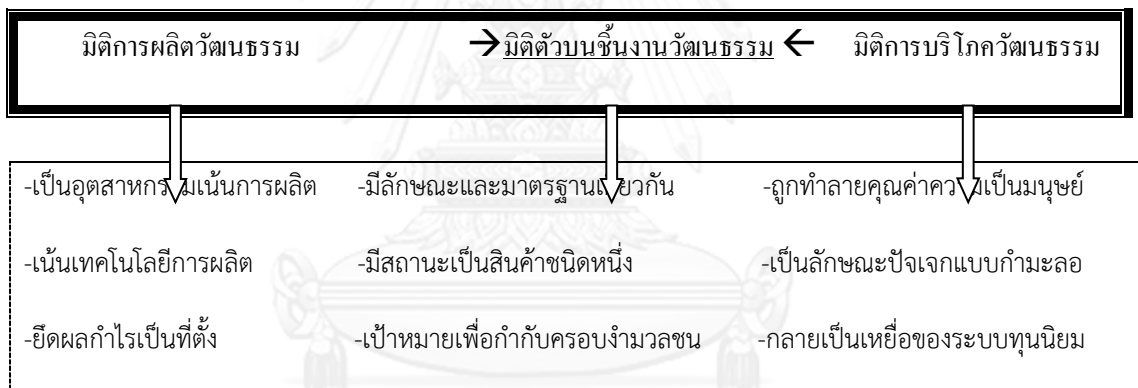 มิติการผลิตวัฒนธรรม → มิติตัวบนชิ้นงานวัฒนธรรม ← มิติการบริโภควัฒนธรรม
-เป็นอุตสาหกรรมเน้นการผลิต -มีลักษณะและมาตรฐานเดียวกัน -ถูกทำลายคุณค่าความเป็นมนุษย์
-เน้นเทคโนโลยีการผลิต -มีสถานะเป็นสินค้าชนิดหนึ่ง -เป็นลักษณะปัจเจกแบบกำมะลอ
-ยึดผลกำไรเป็นที่ตั้ง -เป้าหมายเพื่อกำกับครอบงำมวลชน -กลายเป็นเหยื่อของระบบทุนนิยม